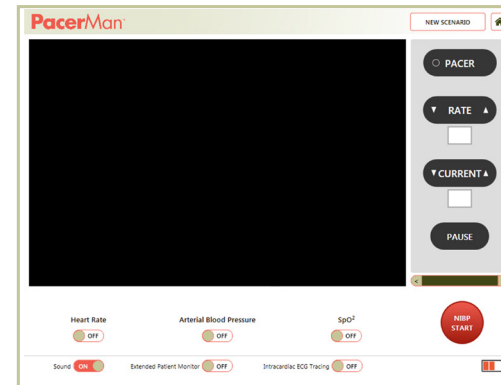 PacerMan
NEW SCENARIO
PACER
RATE
CURRENT
PAUSE
Heart Rate
OFF
Arterial Blood Pressure
OFF
SpO²
OFF
NIBP
START
Sound ON
Extended Patient Monitor OFF
Intracardiac ECG Tracing OFF